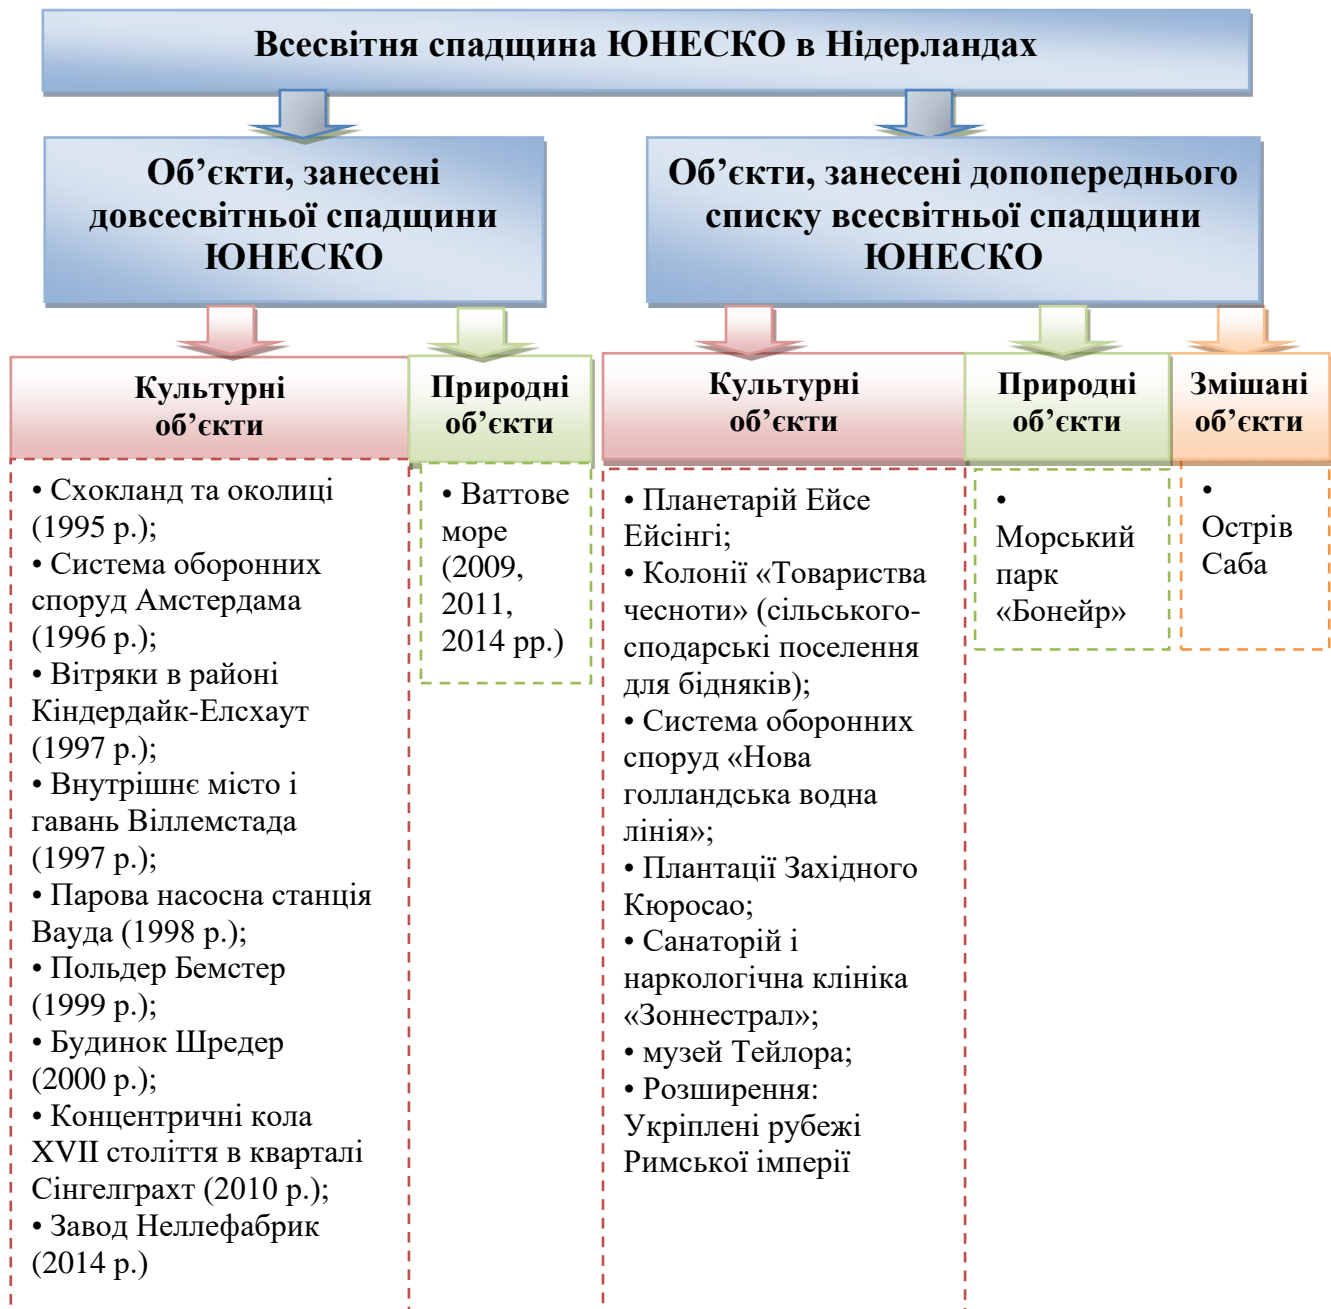 Всесвітня спадщина ЮНЕСКО в Нідерландах
Об’єкти, занесені
довсесвітньої спадщини
ЮНЕСКО
Об’єкти, занесені допопереднього
списку всесвітньої спадщини
ЮНЕСКО
Культурні
об’єкти
• Схокланд та околиці
(1995 р.);
• Система оборонних
споруд Амстердама
(1996 р.);
• Вітряки в районі
Кіндердайк-Елсхаут
(1997 р.);
• Внутрішнє місто і
гавань Віллемстада
(1997 р.);
• Парова насосна станція
Вауда (1998 р.);
• Польдер Бемстер
(1999 р.);
• Будинок Шредер
(2000 р.);
• Концентричні кола
XVII століття в кварталі
Сінгелграхт (2010 р.);
• Завод Неллефабрик
(2014 р.)
Природні
об’єкти
• Ваттове
море
(2009,
2011,
2014 рр.)
Культурні
об’єкти
• Планетарій Ейсе
Ейсінгі;
• Колонії «Товариства
чесноти» (сільського-
сподарські поселення
для бідняків);
• Система оборонних
споруд «Нова
голландська водна
лінія»;
• Плантації Західного
Кюросао;
• Санаторій і
наркологічна клініка
«Зоннестрал»;
• музей Тейлора;
• Розширення:
Укріплені рубежі
Римської імперії
Природні
об’єкти
•
Морський
парк
«Бонейр»
Змішані
об’єкти
•
Острів
Саба